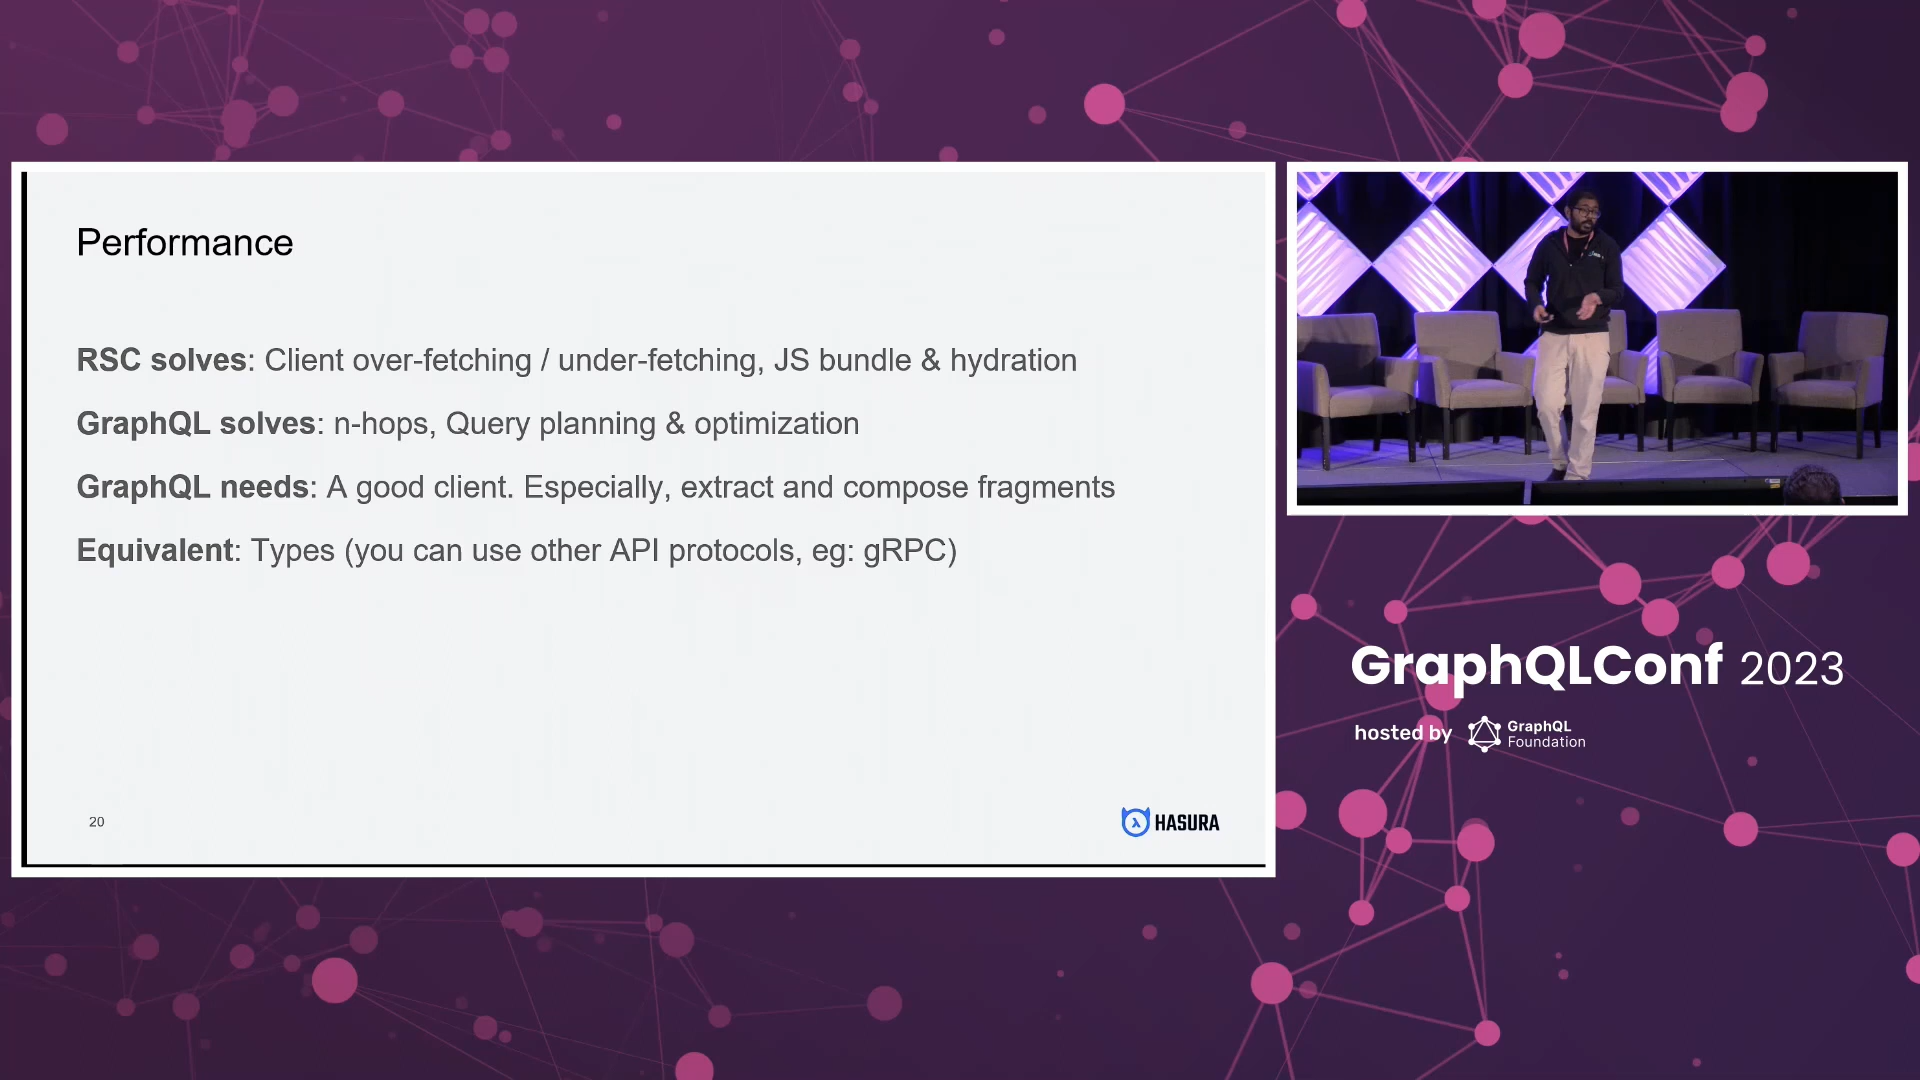 Performance
RSC solves: Client over-fetching / under-fetching, JS bundle & hydration
GraphQL solves: n-hops, Query planning & optimization
GraphQL needs: A good client. Especially, extract and compose fragments
Equivalent: Types (you can use other API protocols, eg: gRPC)
20
HASURA
GraphQLConf 2023
hosted by GraphQL
Foundation